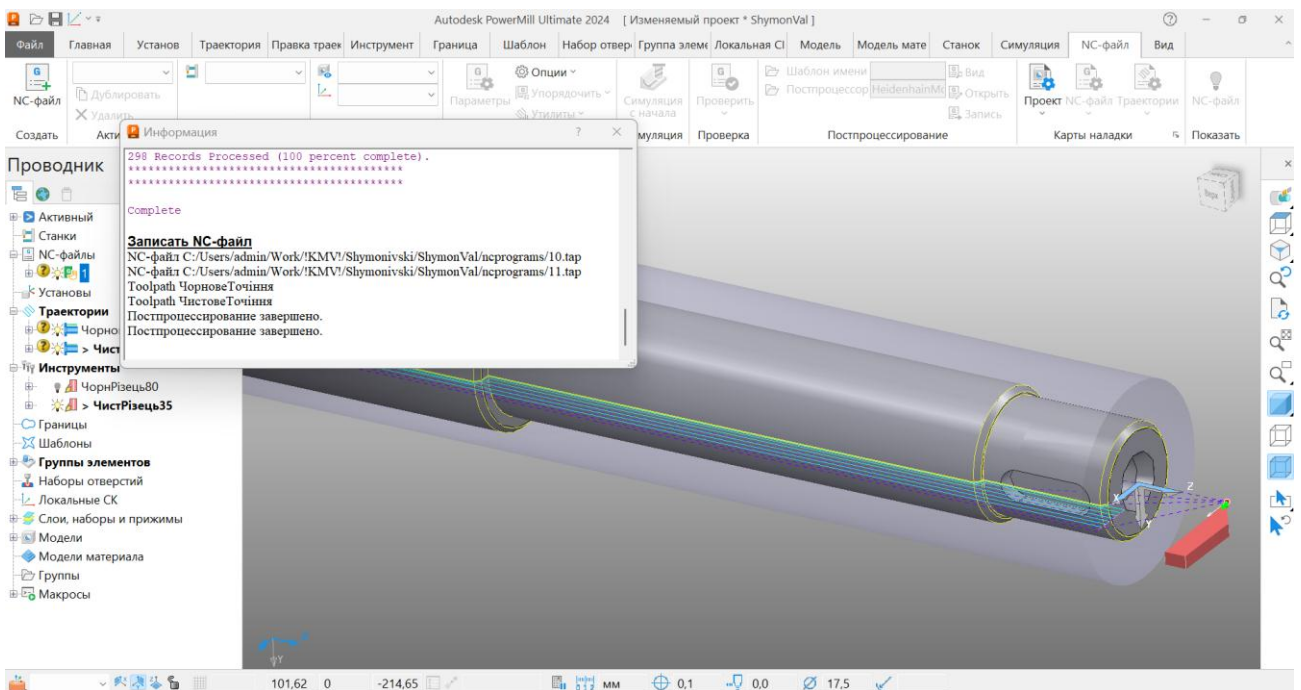 Autodesk PowerMill Ultimate 2024 [ Изменяемый проект * ShymonVal ]
Файл Главная Установ Траектория Правка траек Инструмент Граница Шаблон Набор отвер Группа элеме Локальная СІ Модель Модель мате Станок Симуляция NC-файл Вид
NC-файл
Дублировать
Удалить
Параметры
Опции
Упорядочить
Утилиты
Симуляция с начала
Проверить
Шаблон имени
Постпроцессор HeidenhainMc
Вид
Открыть
Запись
Проект NC-файл Траектории
NC-файл
Создать Акти муляция Проверка Постпроцессирование Карты наладки Показать
Информация
298 Records Processed (100 percent complete).
*****************************************
*****************************************
Complete
Записать NC-файл
NC-файл C:/Users/admin/Work/!KMV!/Shymonivski/ShymonVal/ncprograms/10.tap
NC-файл C:/Users/admin/Work/!KMV!/Shymonivski/ShymonVal/ncprograms/11.tap
Toolpath ЧорновеТочіння
Toolpath ЧистовеТочіння
Постпроцессирование завершено.
Постпроцессирование завершено.
Проводник
Активный
Станки
NC-файлы
1
Установы
Траектории
Чорно
> Чист
Инструменты
ЧорнРізець80
> ЧистРізець35
Границы
Шаблоны
Группы элементов
Наборы отверстий
Локальные СК
Слои, наборы и прижимы
Модели
Модели материала
Группы
Макросы
X
Y
Z
Y
101,62 0 -214,65 мм 0,1 0,0 17,5